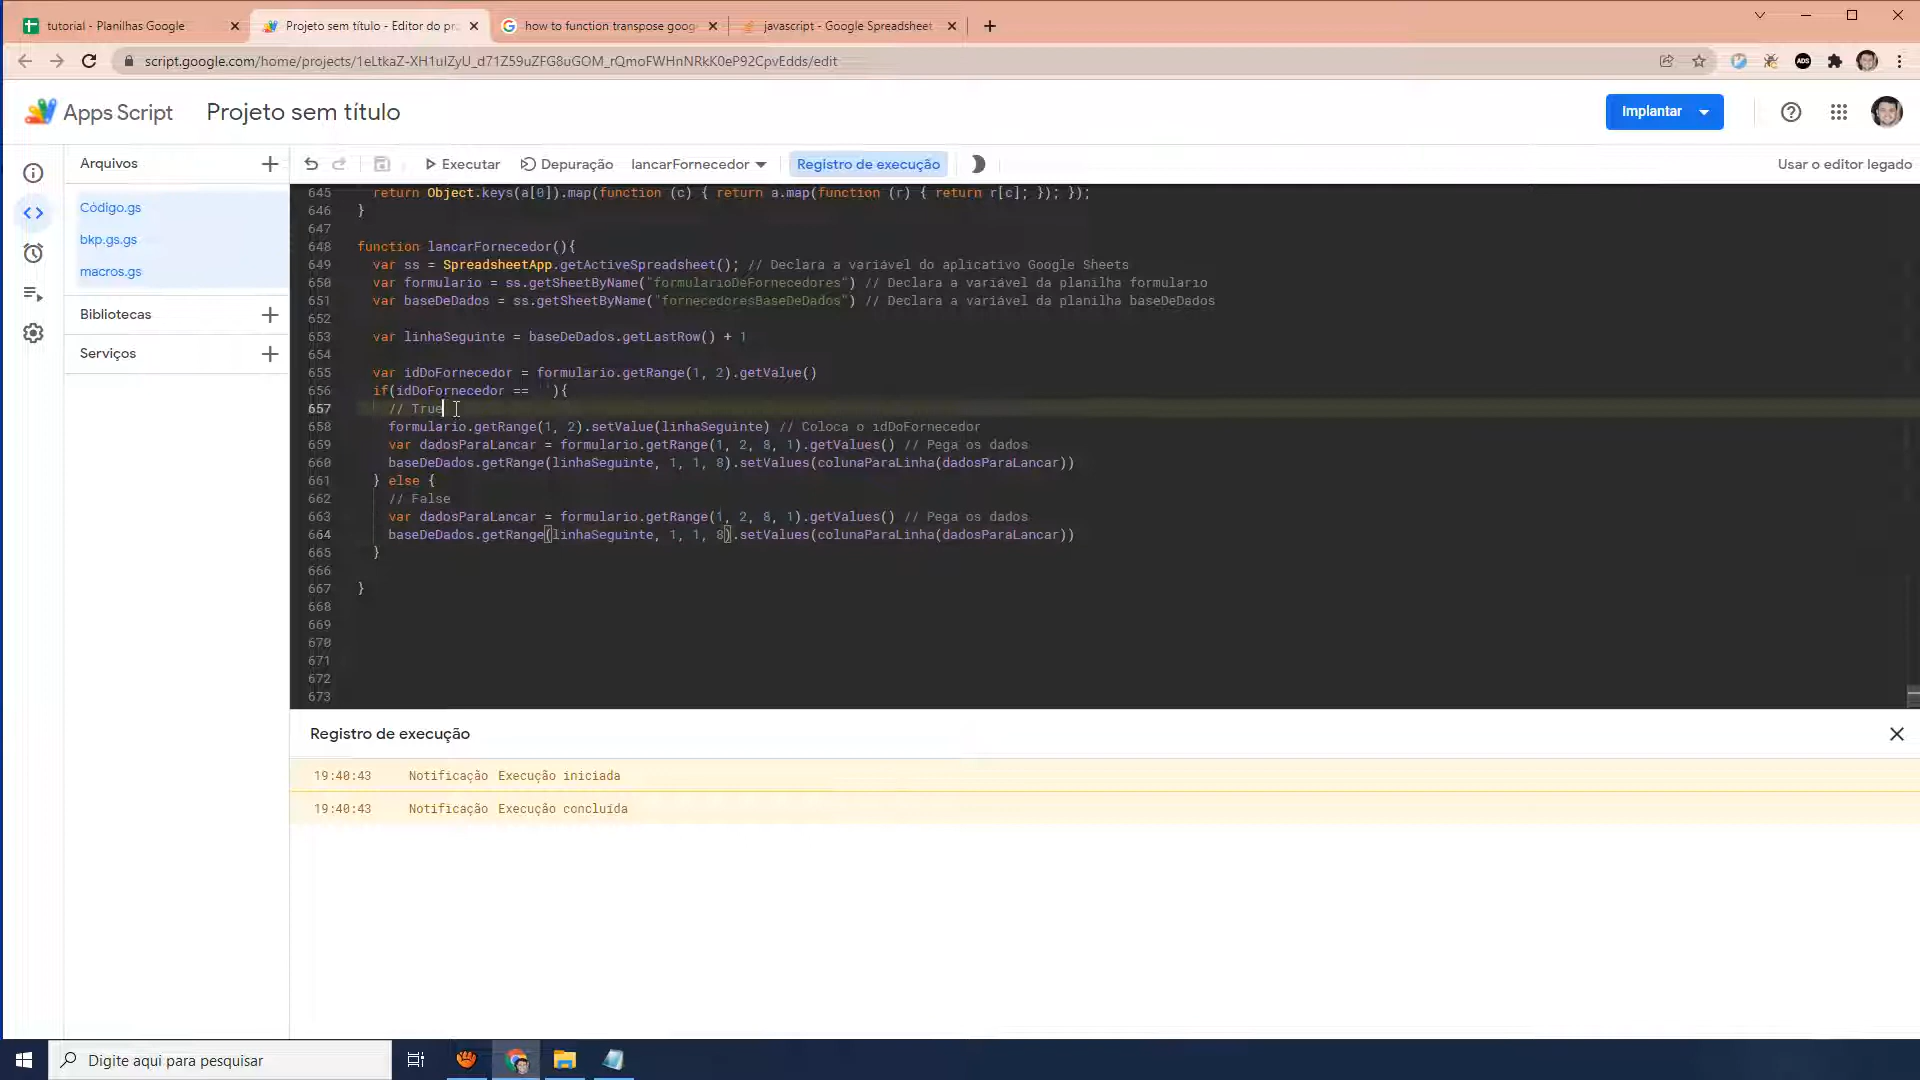 tutorial - Planilhas Google
Projeto sem título - Editor do pr
how to function transpose goog
javascript - Google Spreadsheet
script.google.com/home/projects/1eLtkaZ-XH1uIZyU_d71Z59uZFG8uGOM_rQmoFWHnNRkK0eP92CpvEdds/edit
Apps Script
Projeto sem título
Implantar
Arquivos
Executar
Depuração
lancarFornecedor
Registro de execução
Usar o editor legado
Código.gs
bkp.gs.gs
macros.gs
Bibliotecas
Serviços
645 return Object.keys(a[0]).map(function (c) { return a.map(function (r) { return r[c]; }); });
646 }
647
648 function lancarFornecedor(){
649 var ss = SpreadsheetApp.getActiveSpreadsheet(); // Declara a variável do aplicativo Google Sheets
650 var formulario = ss.getSheetByName("formularioDeFornecedores") // Declara a variável da planilha formulario
651 var baseDeDados = ss.getSheetByName("fornecedoresBaseDeDados") // Declara a variável da planilha baseDeDados
652
653 var linhaSeguinte = baseDeDados.getLastRow() + 1
654
655 var idDoFornecedor = formulario.getRange(1, 2).getValue()
656 if(idDoFornecedor == ''){
657 // True
658 formulario.getRange(1, 2).setValue(linhaSeguinte) // Coloca o idDoFornecedor
659 var dadosParaLancar = formulario.getRange(1, 2, 8, 1).getValues() // Pega os dados
660 baseDeDados.getRange(linhaSeguinte, 1, 1, 8).setValues(colunaParaLinha(dadosParaLancar))
661 } else {
662 // False
663 var dadosParaLancar = formulario.getRange(1, 2, 8, 1).getValues() // Pega os dados
664 baseDeDados.getRange(linhaSeguinte, 1, 1, 8).setValues(colunaParaLinha(dadosParaLancar))
665 }
666
667 }
668
669
670
671
672
673
Registro de execução
19:40:43 Notificação Execução iniciada
19:40:43 Notificação Execução concluída
Digite aqui para pesquisar